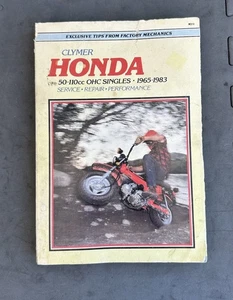 EXCLUSIVE TIPS FROM FACTORY MECHANICS
CLYMER
HONDA
50-110cc OHC SINGLES • 1965-1983
SERVICE • REPAIR • PERFORMANCE